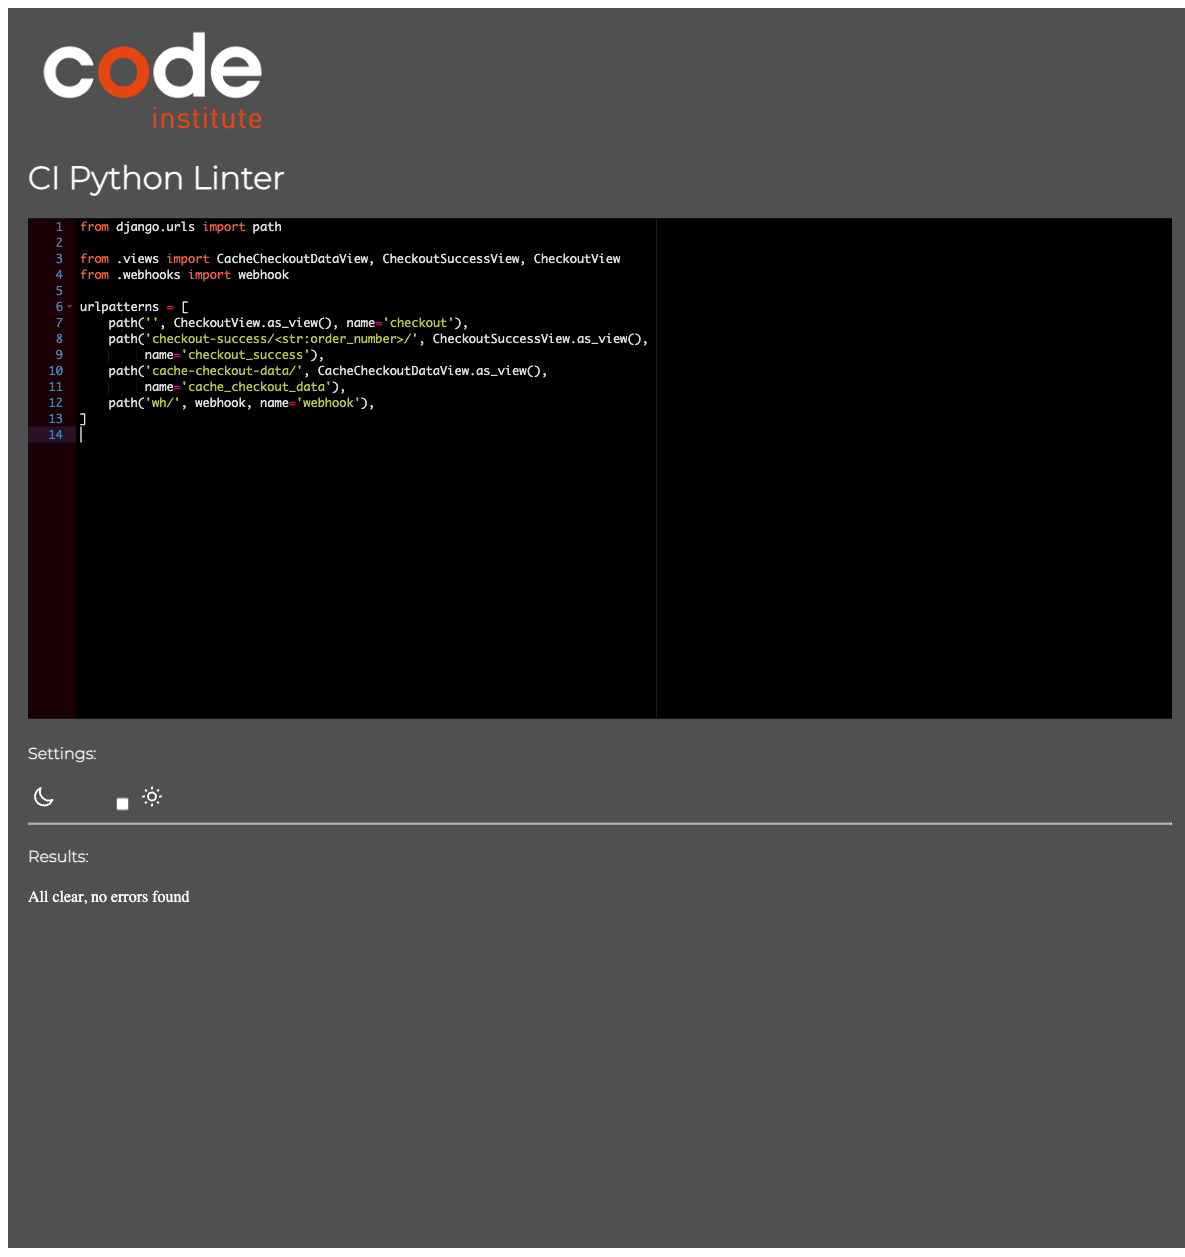 code
institute
CI Python Linter
1 from django.urls import path
2
3 from .views import CacheCheckoutDataView, CheckoutSuccessView, CheckoutView
4 from .webhooks import webhook
5
6 urlpatterns = [
7     path('', CheckoutView.as_view(), name='checkout'),
8     path('checkout-success/<str:order_number>/', CheckoutSuccessView.as_view(),
9          name='checkout_success'),
10     path('cache-checkout-data/', CacheCheckoutDataView.as_view(),
11          name='cache_checkout_data'),
12     path('wh/', webhook, name='webhook'),
13 ]
14
Settings:
Results:
All clear, no errors found